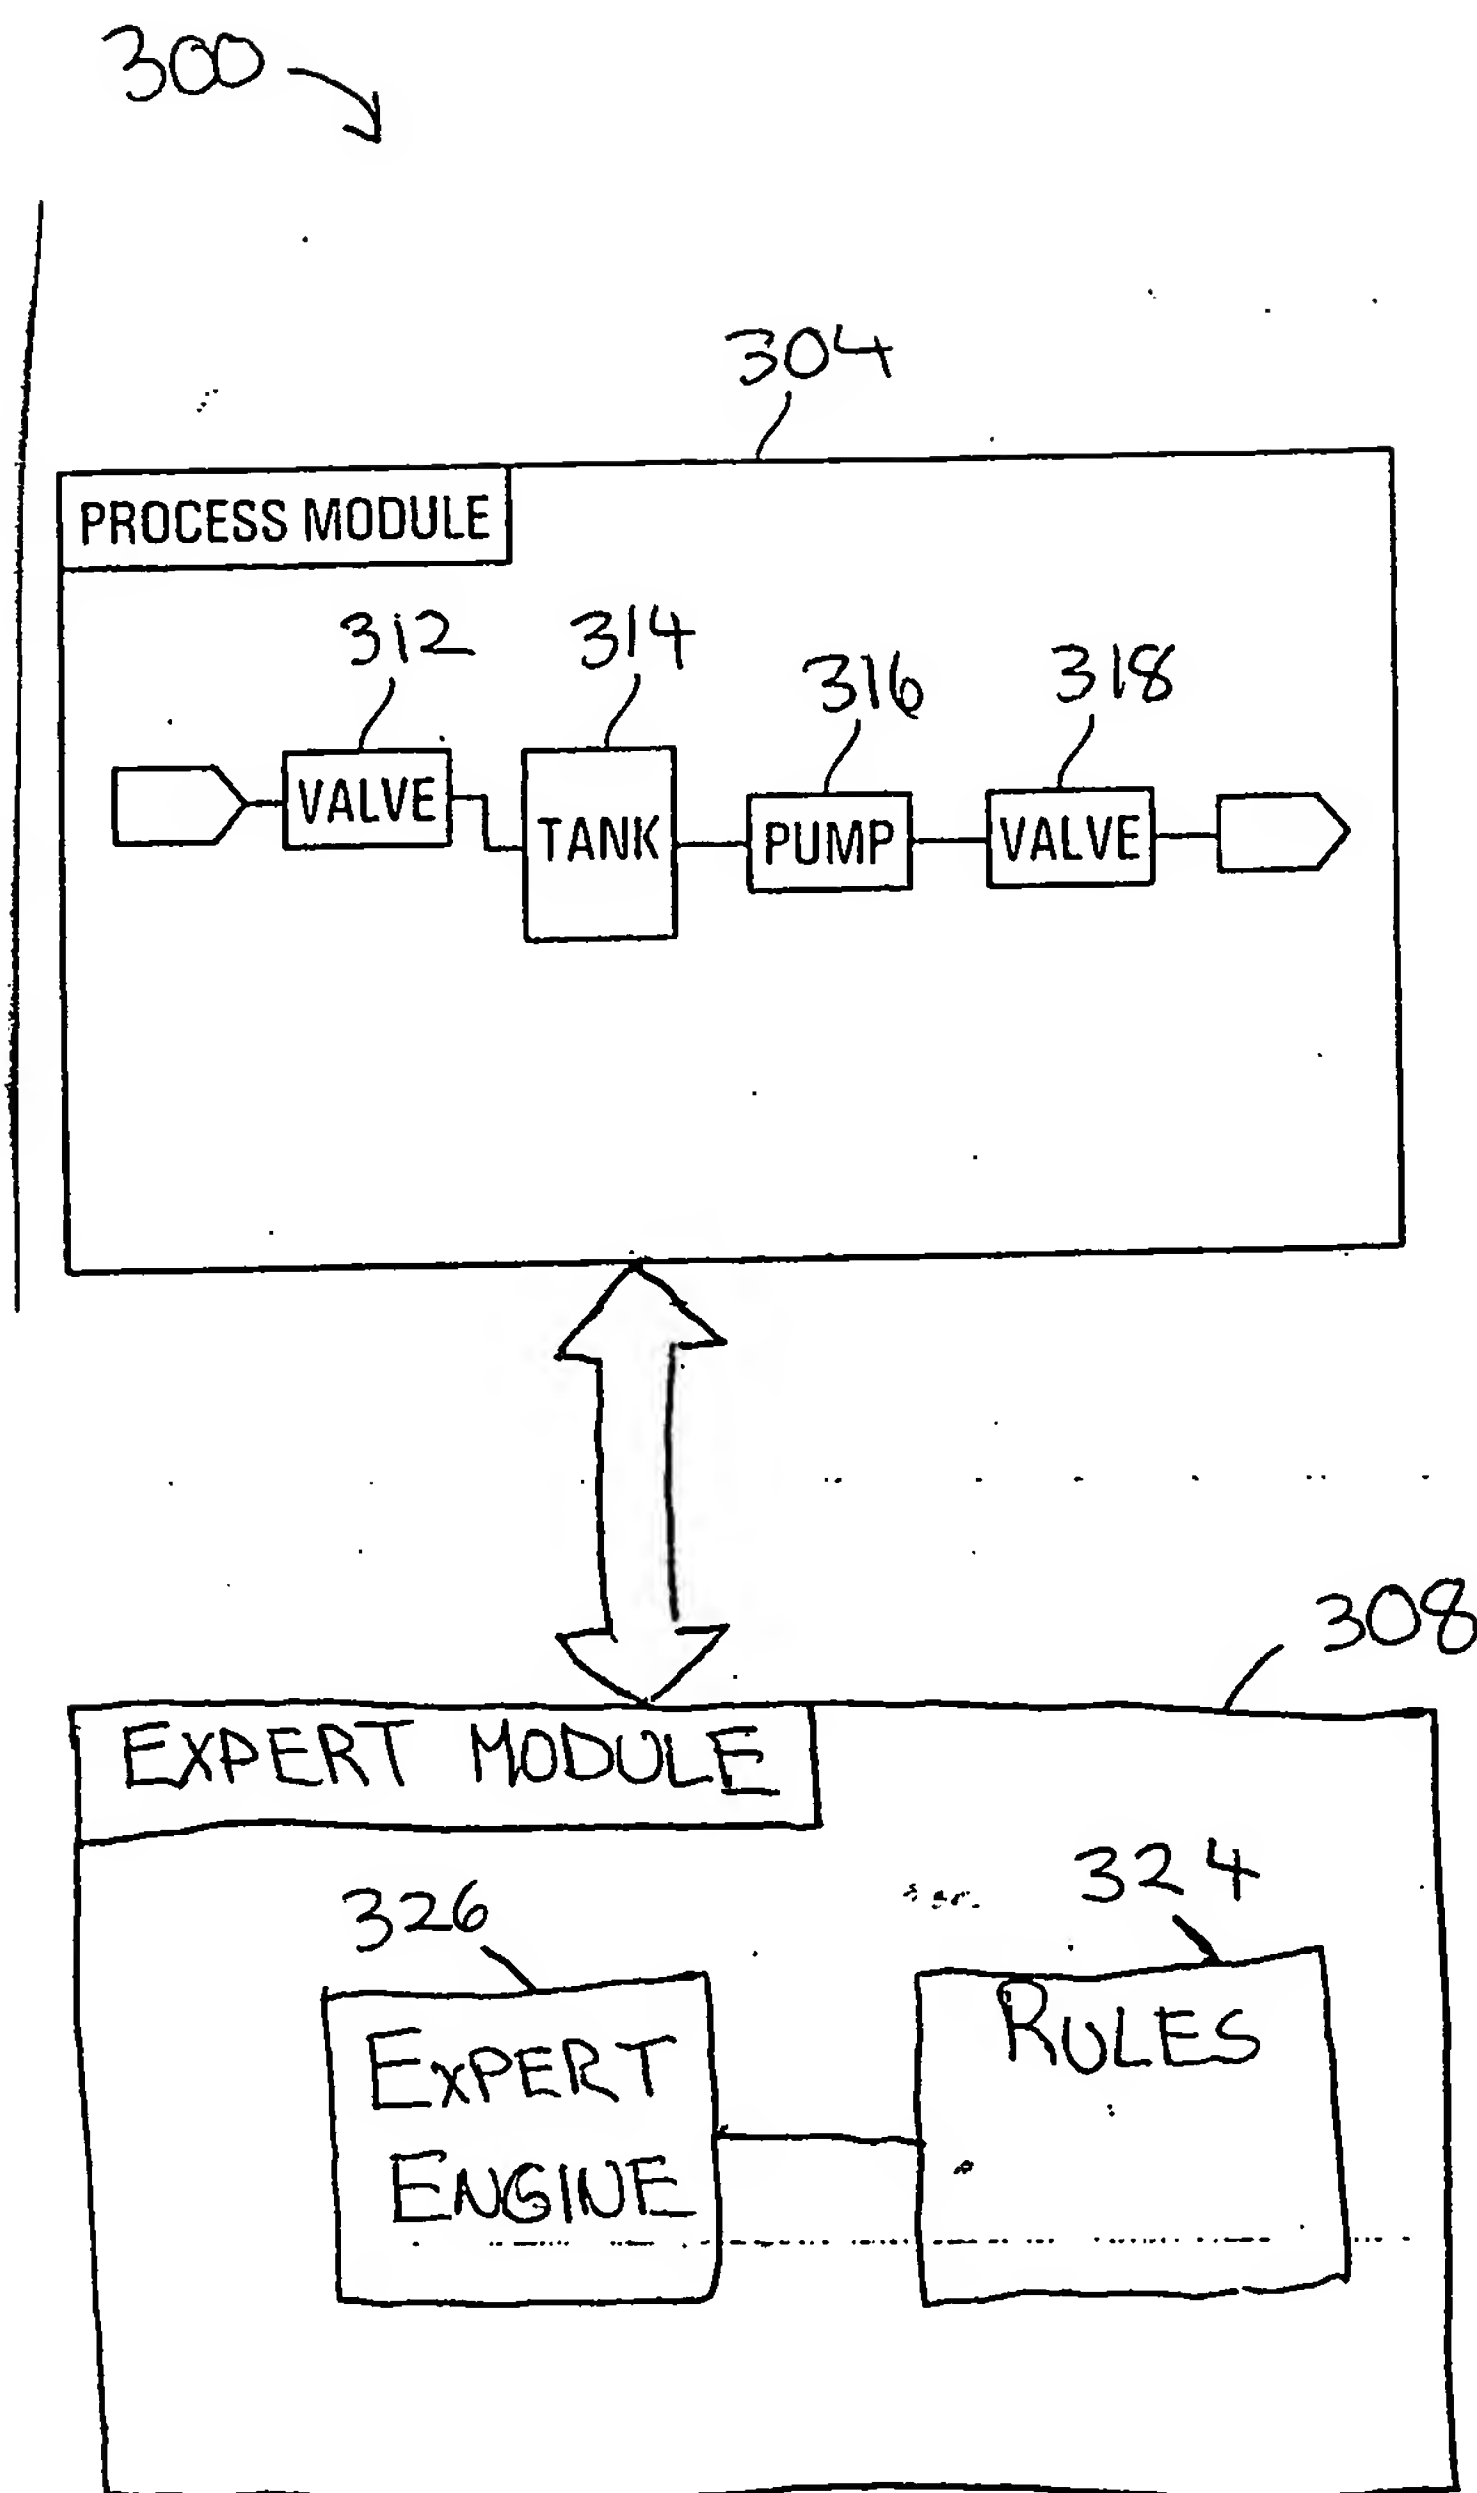 300
304
PROCESS MODULE
312
314
316
318
VALVE
TANK
PUMP
VALVE
308
EXPERT MODULE
326
324
EXPERT
ENGINE
RULES